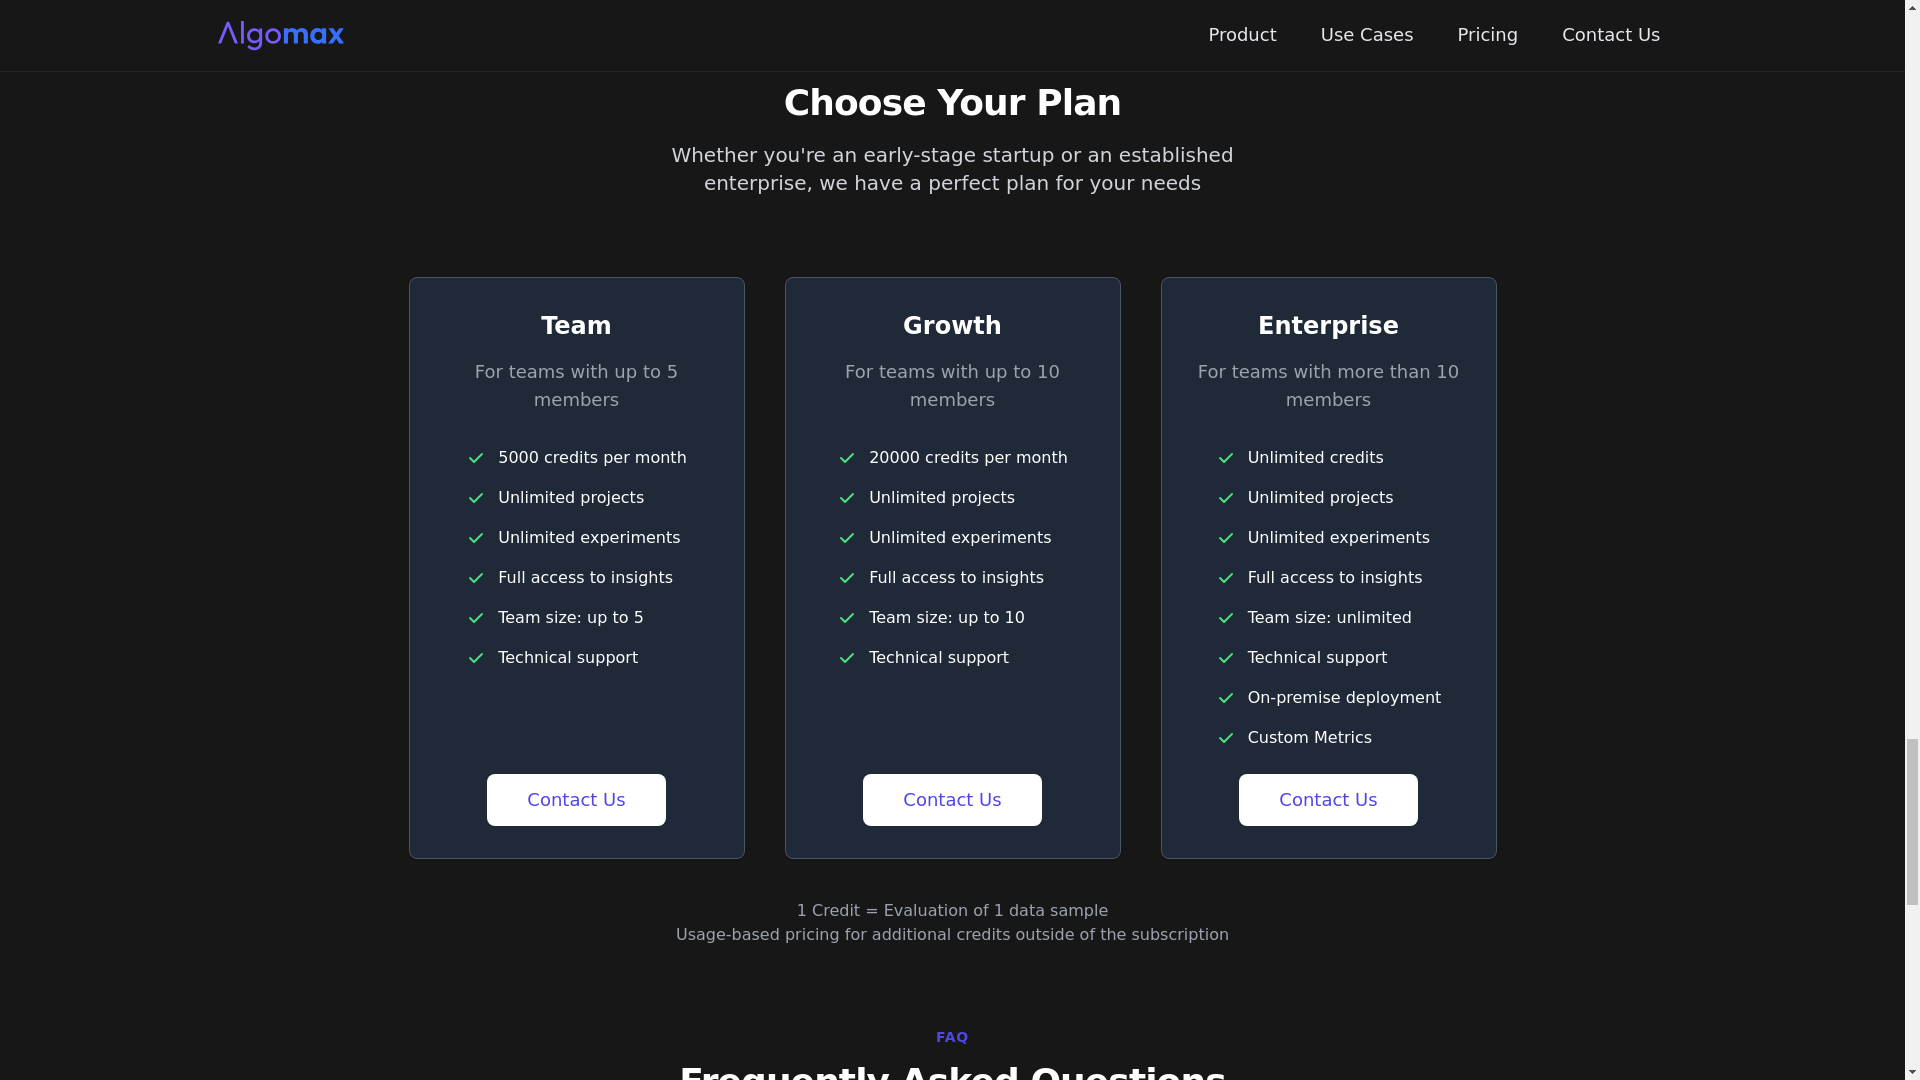 Algomax
Product
Use Cases
Pricing
Contact Us
Choose Your Plan
Whether you're an early-stage startup or an established
enterprise, we have a perfect plan for your needs
Team
For teams with up to 5
members
5000 credits per month
Unlimited projects
Unlimited experiments
Full access to insights
Team size: up to 5
Technical support
Contact Us
Growth
For teams with up to 10
members
20000 credits per month
Unlimited projects
Unlimited experiments
Full access to insights
Team size: up to 10
Technical support
Contact Us
Enterprise
For teams with more than 10
members
Unlimited credits
Unlimited projects
Unlimited experiments
Full access to insights
Team size: unlimited
Technical support
On-premise deployment
Custom Metrics
Contact Us
1 Credit = Evaluation of 1 data sample
Usage-based pricing for additional credits outside of the subscription
FAQ
Frequently Asked Questions